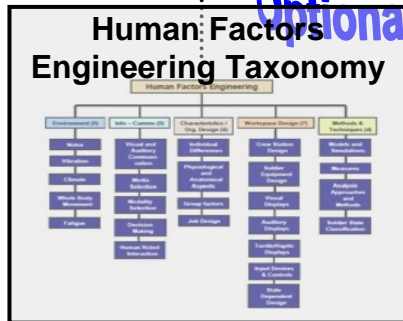 Optiona
Human Factors
Engineering Taxonomy
Human Factors Engineering
Environment (5)
Noise
Vibration
Climate
Whole Body
Movement
Fatigue
Info - Commo (5)
Visual and
Auditory
Commun-
ication
Media
Selection
Modality
Selection
Decision
Making
Human/Robot
Interaction
Characteristics /
Org. Design (4)
Individual
Differences
Physiological
and
Anatomical
Aspects
Group factors
Job Design
Workspace Design (7)
Crew Station
Design
Soldier
Equipment
Design
Visual
Displays
Auditory
Displays
Tactile/Haptic
Displays
Input Devices
& Controls
State
Dependent
Design
Methods &
Techniques (4)
Models and
Simulations
Measures
Analysis
Approaches
and
Methods
Soldier State
Classification